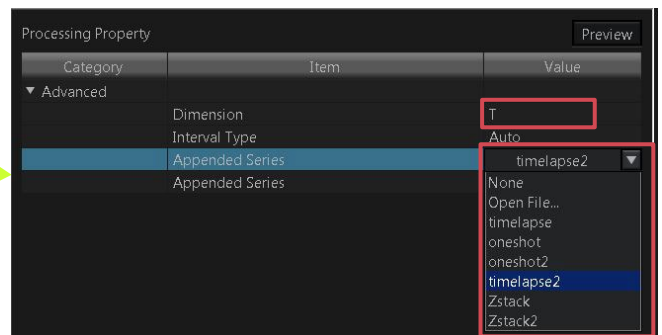 Processing Property Preview
Category Item Value
▼ Advanced
Dimension T
Interval Type Auto
Appended Series timelapse2 ▼
Appended Series None
Open File...
timelapse
oneshot
oneshot2
timelapse2
Zstack
Zstack2